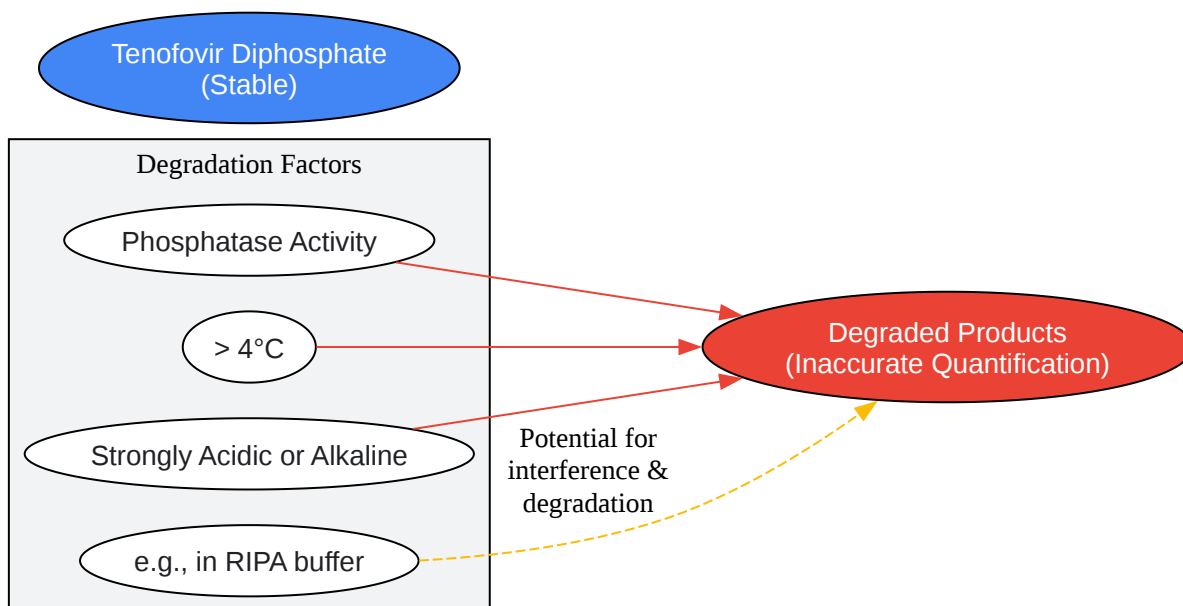 Tenofovir Diphosphate
(Stable)
Degradation Factors
Phosphatase Activity
> 4°C
Strongly Acidic or Alkaline
e.g., in RIPA buffer
Potential for
interference &
degradation
Degraded Products
(Inaccurate Quantification)